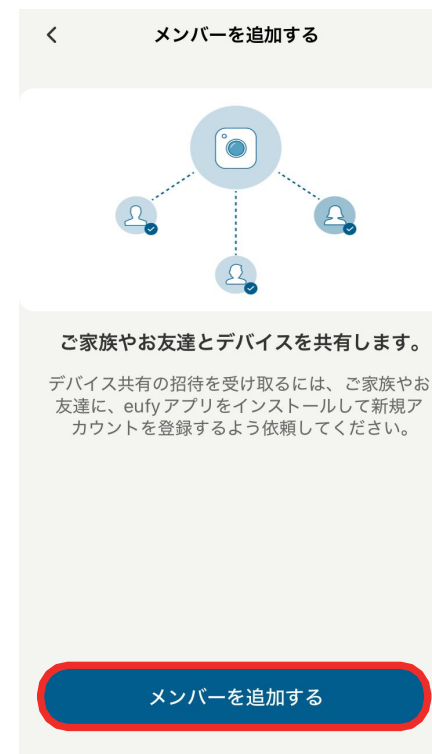 メンバーを追加する
ご家族やお友達とデバイスを共有します。
デバイス共有の招待を受け取るには、ご家族やお
友達に、eufyアプリをインストールして新規ア
カウントを登録するよう依頼してください。
メンバーを追加する